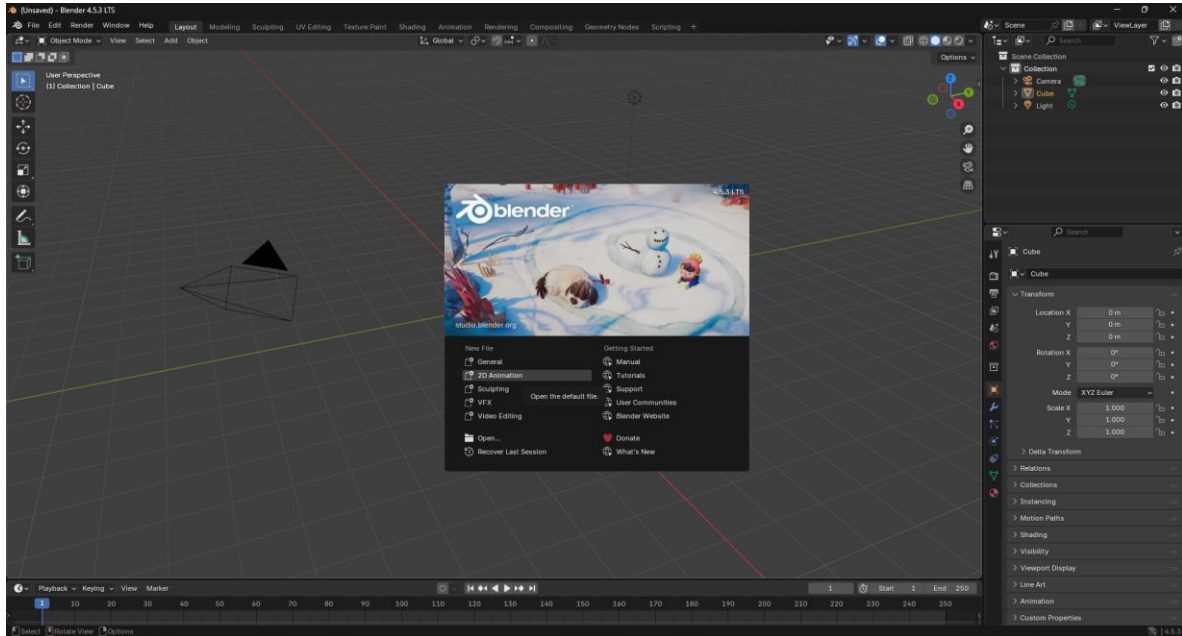 (Unsaved) - Blender 4.5.3 LTS
File Edit Render Window Help Layout Modeling Sculpting UV Editing Texture Paint Shading Animation Rendering Compositing Geometry Nodes Scripting + Scene ViewLayer
Object Mode View Select Add Object Global Search
Options
User Perspective
(1) Collection | Cube
Scene Collection
Collection
Camera
Cube
Light
Z
Y
X
4.5.3 LTS
blender
studio.blender.org
New File
General
2D Animation
Sculpting
VFX
Video Editing
Open...
Recover Last Session
Open the default file.
Getting Started
Manual
Tutorials
Support
User Communities
Blender Website
Donate
What's New
Search
Cube
Cube
Transform
Location X 0 m
Y 0 m
Z 0 m
Rotation X 0°
Y 0°
Z 0°
Mode XYZ Euler
Scale X 1.000
Y 1.000
Z 1.000
Delta Transform
Relations
Collections
Instancing
Motion Paths
Shading
Visibility
Viewport Display
Line Art
Animation
Custom Properties
Playback Keying View Marker 1 Start 1 End 250
1 10 20 30 40 50 60 70 80 90 100 110 120 130 140 150 160 170 180 190 200 210 220 230 240 250
Select Rotate View Options 4.5.3